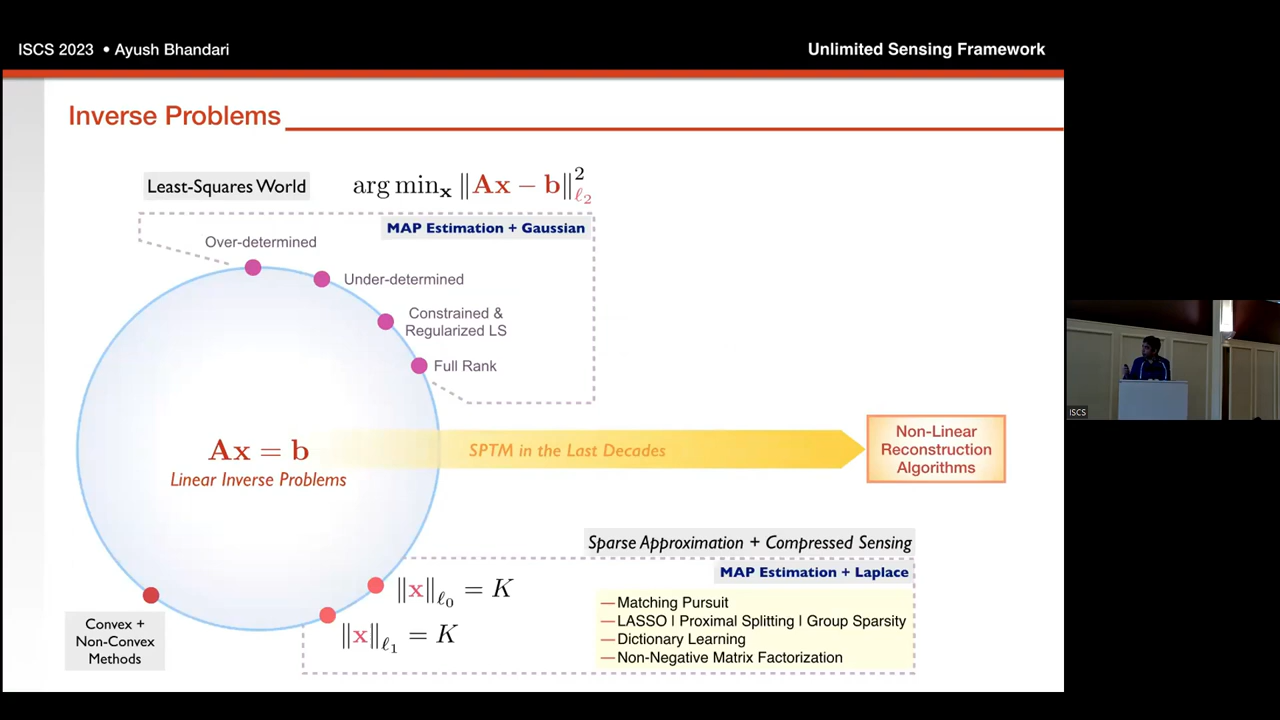 ISCS 2023 • Ayush Bhandari
Unlimited Sensing Framework
Inverse Problems
Least-Squares World
arg min_x ‖Ax − b‖²_ℓ₂
MAP Estimation + Gaussian
Over-determined
Under-determined
Constrained &
Regularized LS
Full Rank
Ax = b
Linear Inverse Problems
SPTM in the Last Decades
Non-Linear
Reconstruction
Algorithms
Sparse Approximation + Compressed Sensing
MAP Estimation + Laplace
‖x‖_ℓ₀ = K
‖x‖_ℓ₁ = K
—Matching Pursuit
—LASSO | Proximal Splitting | Group Sparsity
—Dictionary Learning
—Non-Negative Matrix Factorization
Convex +
Non-Convex
Methods
ISCS